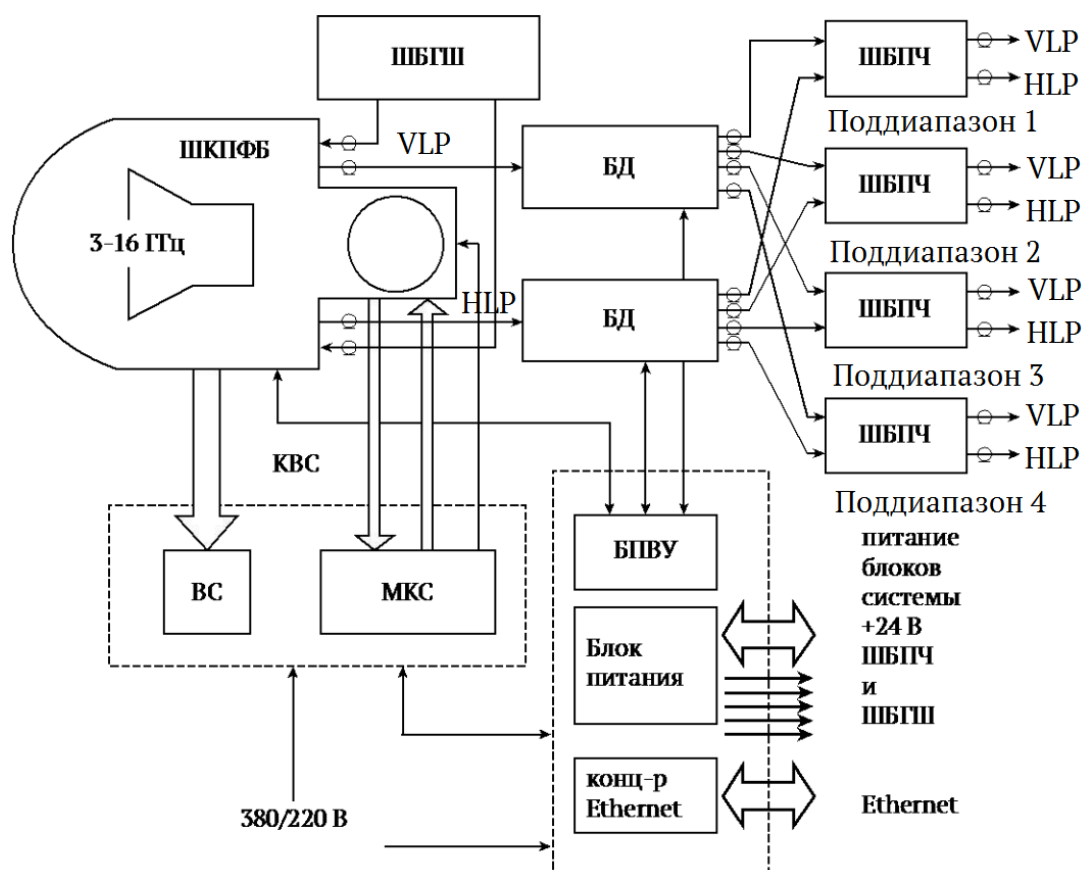 ШБГШ
ШКПФБ
3–16 ГГц
VLP
HLP
БД
БД
ШБПЧ
VLP
HLP
Поддиапазон 1
ШБПЧ
VLP
HLP
Поддиапазон 2
ШБПЧ
VLP
HLP
Поддиапазон 3
ШБПЧ
VLP
HLP
Поддиапазон 4
КВС
ВС
МКС
380/220 В
БПВУ
Блок
питания
конц-р
Ethernet
питание
блоков
системы
+24 В
ШБПЧ
и
ШБГШ
Ethernet